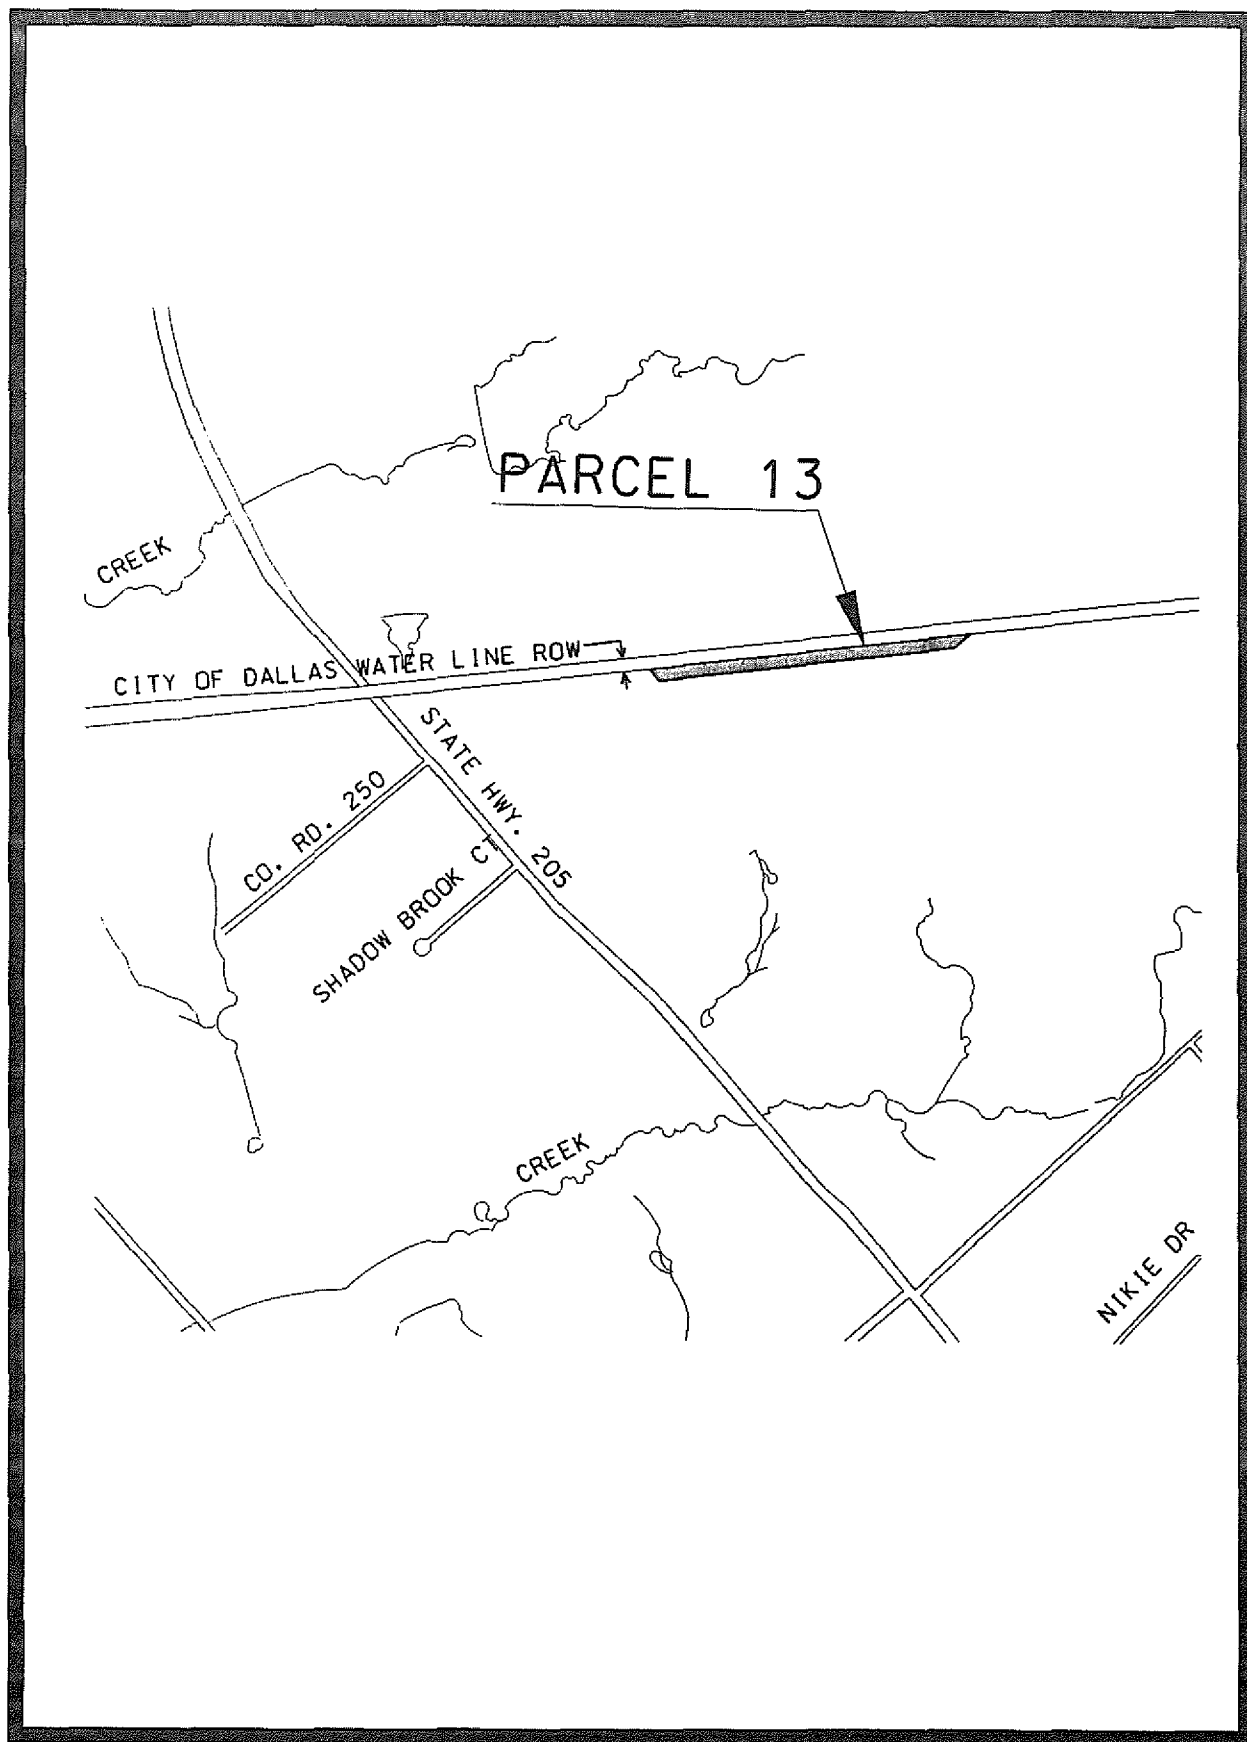 PARCEL 13
CREEK
CITY OF DALLAS WATER LINE ROW
STATE HWY. 205
CO. RD. 250
SHADOW BROOK CT
CREEK
NIKIE DR